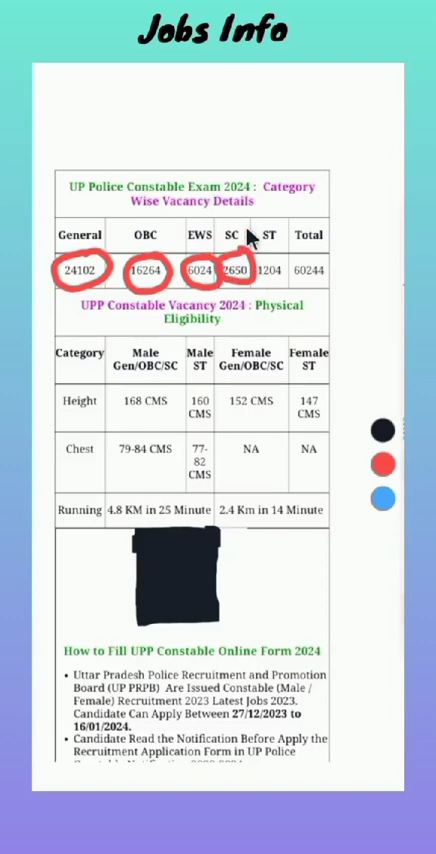 Jobs Info
UP Police Constable Exam 2024 : Category
Wise Vacancy Details
General OBC EWS SC ST Total
24102 16264 6024 2650 1204 60244
UPP Constable Vacancy 2024 : Physical
Eligibility
Category Male Gen/OBC/SC Male ST Female Gen/OBC/SC Female ST
Height 168 CMS 160 CMS 152 CMS 147 CMS
Chest 79-84 CMS 77-82 CMS NA NA
Running 4.8 KM in 25 Minute 2.4 Km in 14 Minute
How to Fill UPP Constable Online Form 2024
• Uttar Pradesh Police Recruitment and Promotion
Board (UP PRPB) Are Issued Constable (Male /
Female) Recruitment 2023 Latest Jobs 2023.
Candidate Can Apply Between 27/12/2023 to
16/01/2024.
• Candidate Read the Notification Before Apply the
Recruitment Application Form in UP Police